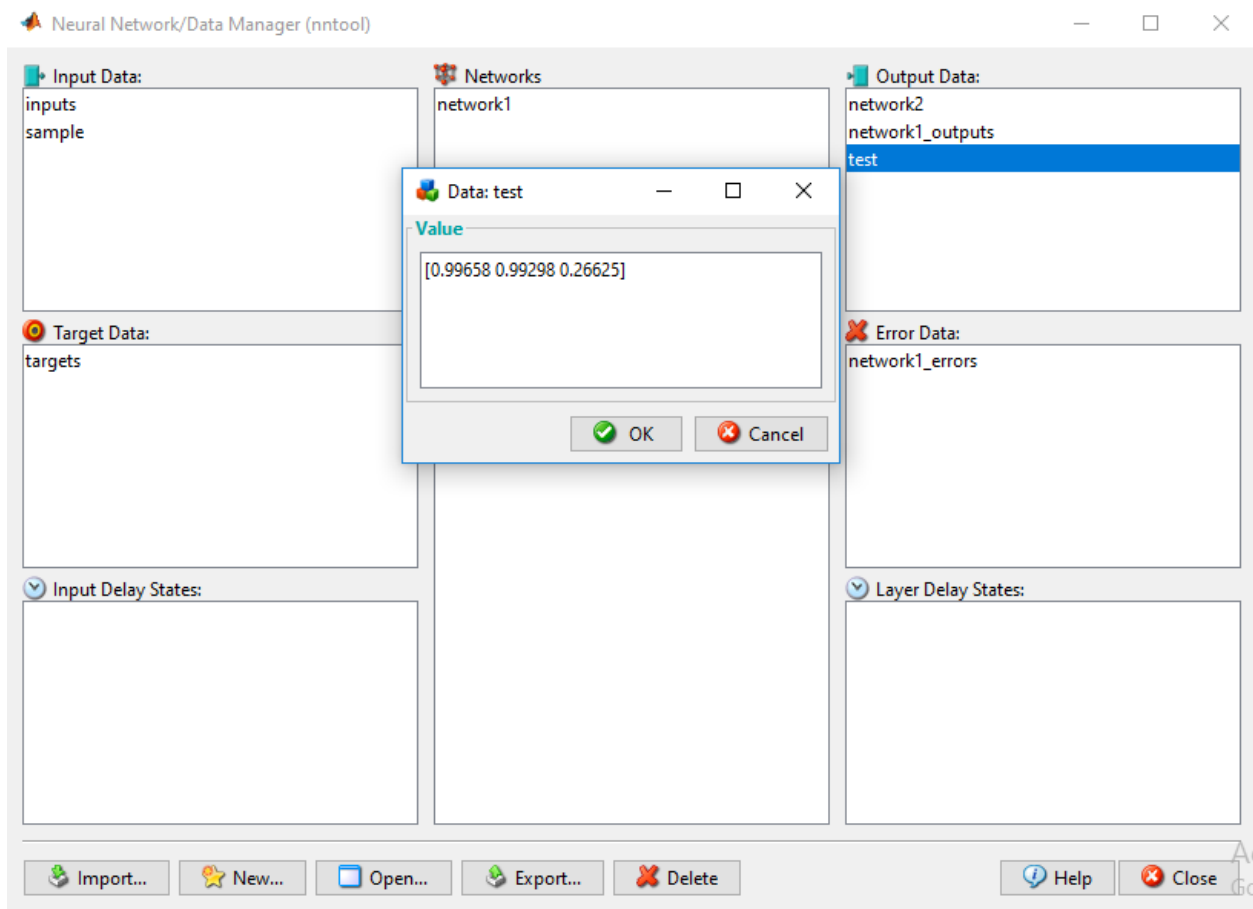 Neural Network/Data Manager (nntool)
Input Data:
inputs
sample
Networks
network1
Output Data:
network2
network1_outputs
test
Data: test
Value
[0.99658 0.99298 0.26625]
OK
Cancel
Target Data:
targets
Error Data:
network1_errors
Input Delay States:
Layer Delay States:
Import...
New...
Open...
Export...
Delete
Help
Close